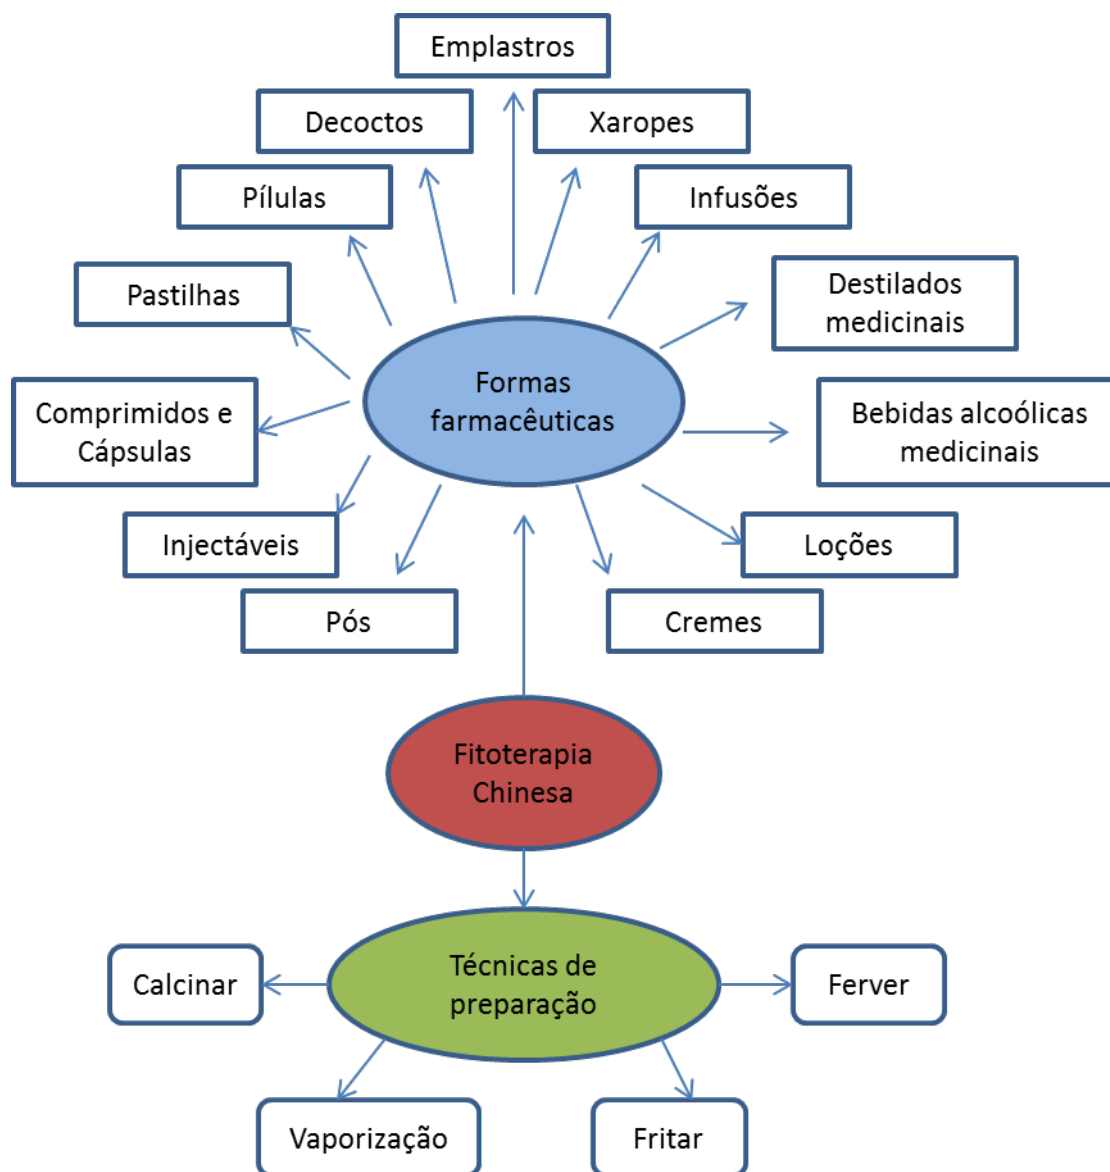 Emplastros
Decoctos
Xaropes
Pílulas
Infusões
Pastilhas
Destilados
medicinais
Formas
farmacêuticas
Comprimidos e
Cápsulas
Bebidas alcoólicas
medicinais
Injectáveis
Loções
Pós
Cremes
Fitoterapia
Chinesa
Técnicas de
preparação
Calcinar
Ferver
Vaporização
Fritar